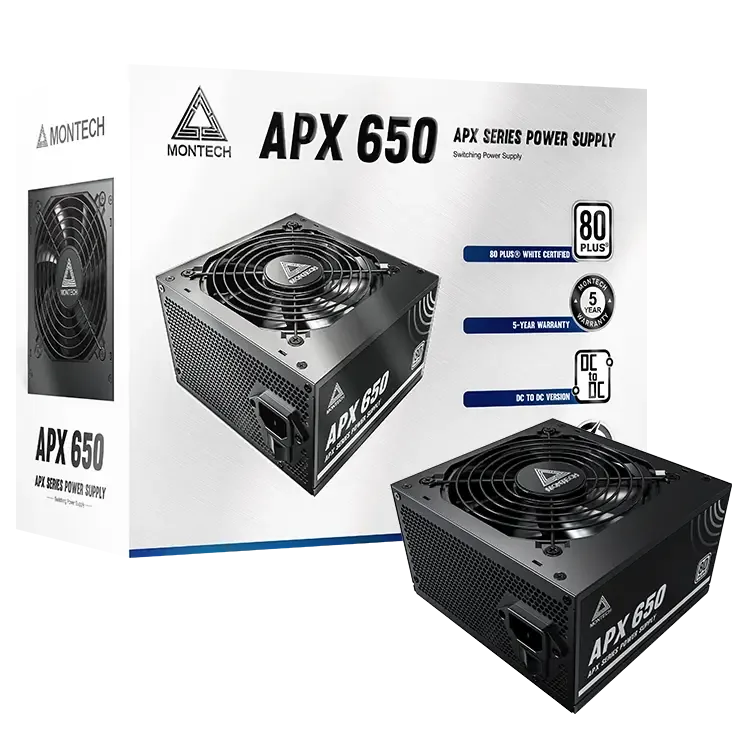 MONTECH
MONTECH
APX 650
APX SERIES POWER SUPPLY
Switching Power Supply
80
PLUS®
80 PLUS® WHITE CERTIFIED
MONTECH
5
YEAR
WARRANTY
5-YEAR WARRANTY
DC
to
DC
DC TO DC VERSION
MONTECH
MONTECH
MONTECH
APX 650
APX SERIES POWER SUPPLY
APX 650
APX SERIES POWER SUPPLY
Switching Power Supply
MONTECH
MONTECH
APX 650
APX SERIES POWER SUPPLY